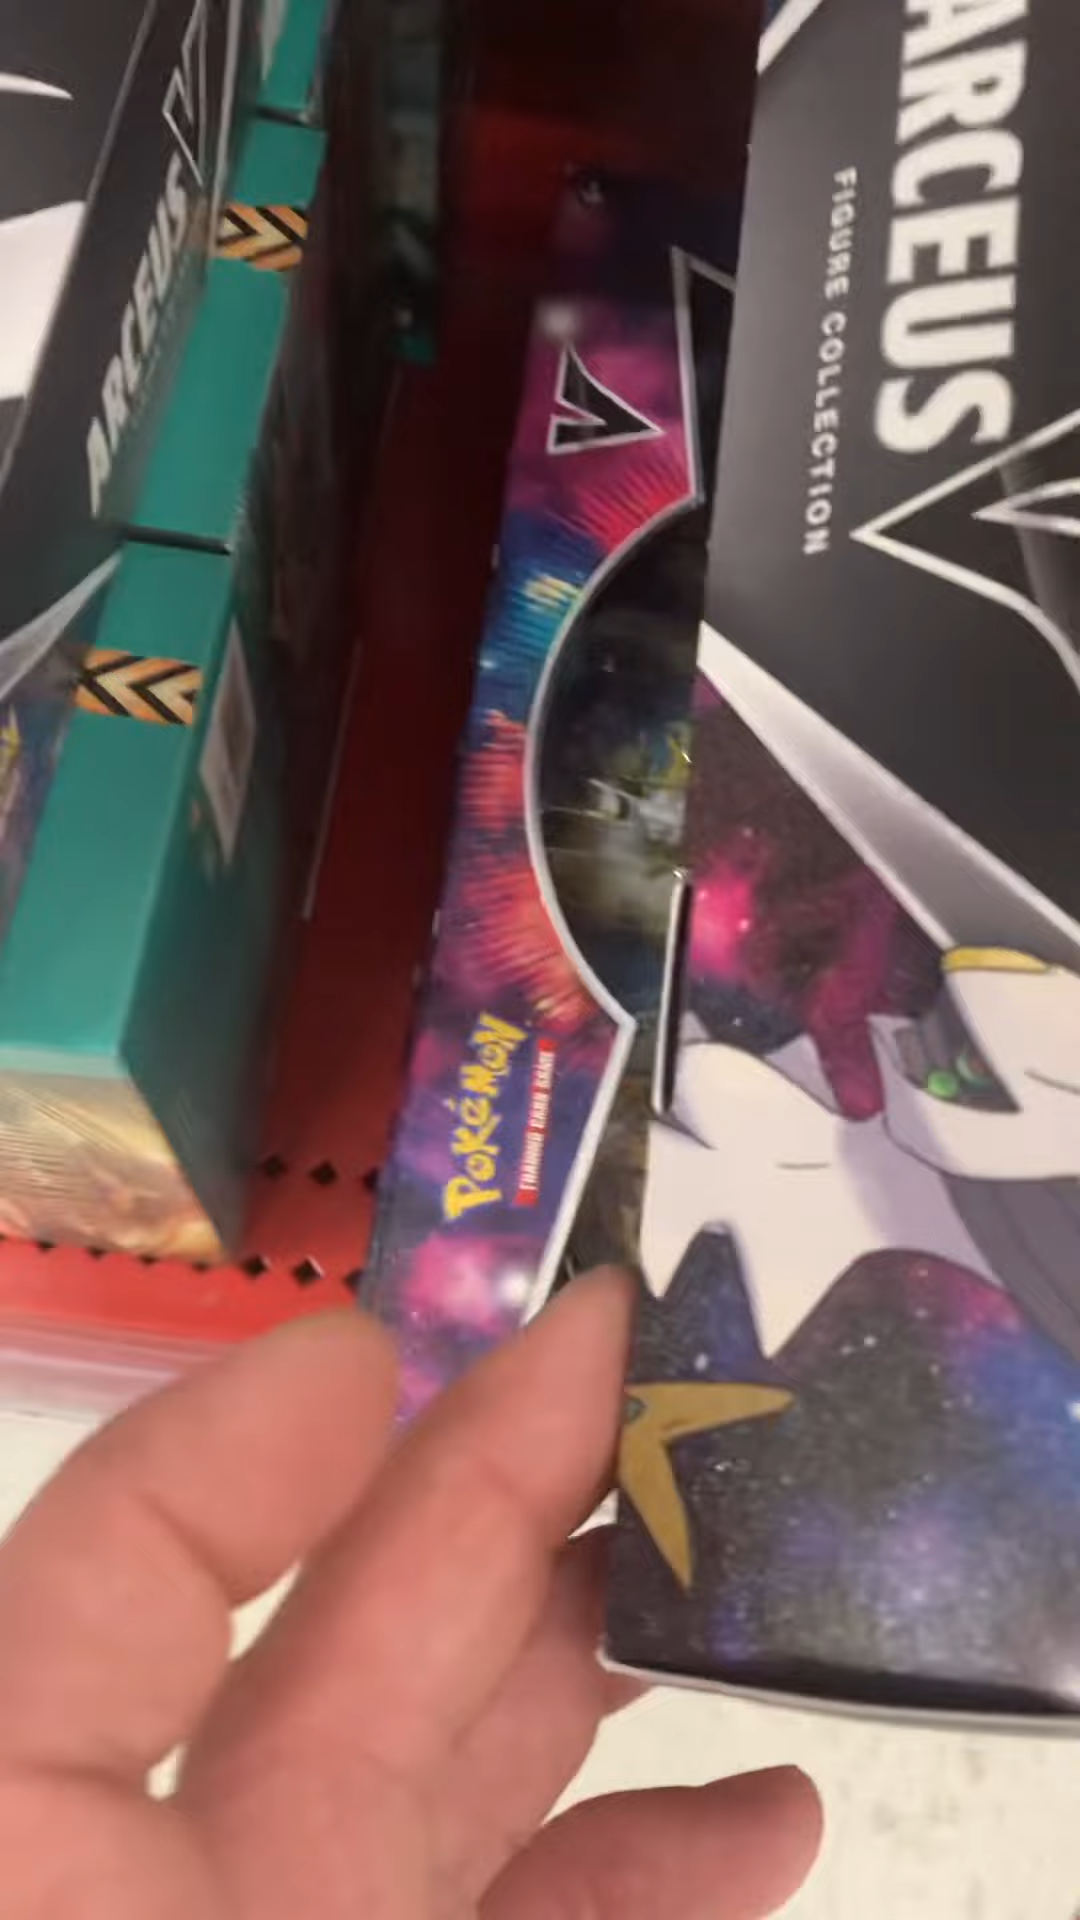 ARCEUS V
ARCEUS
FIGURE COLLECTION
V
V
Pokémon
TRADING CARD GAME